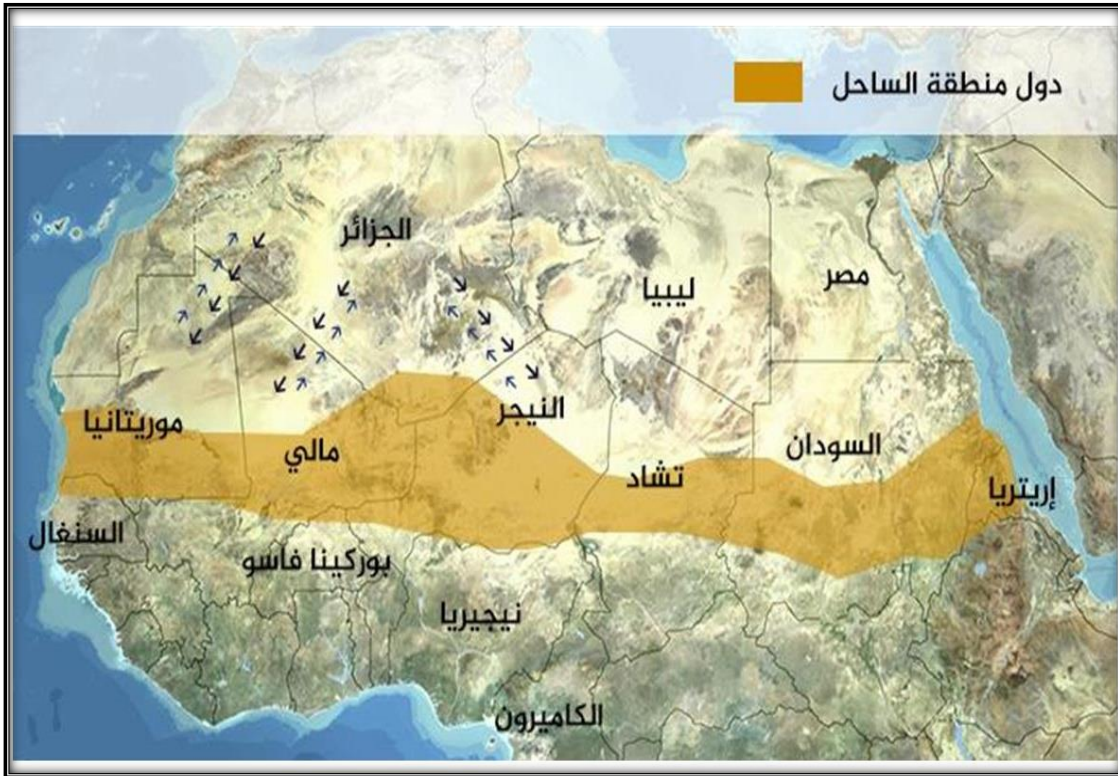 دول منطقة الساحل
الجزائر
ليبيا
مصر
موريتانيا
مالي
النيجر
تشاد
السودان
إريتريا
السنغال
بوركينا فاسو
نيجيريا
الكاميرون